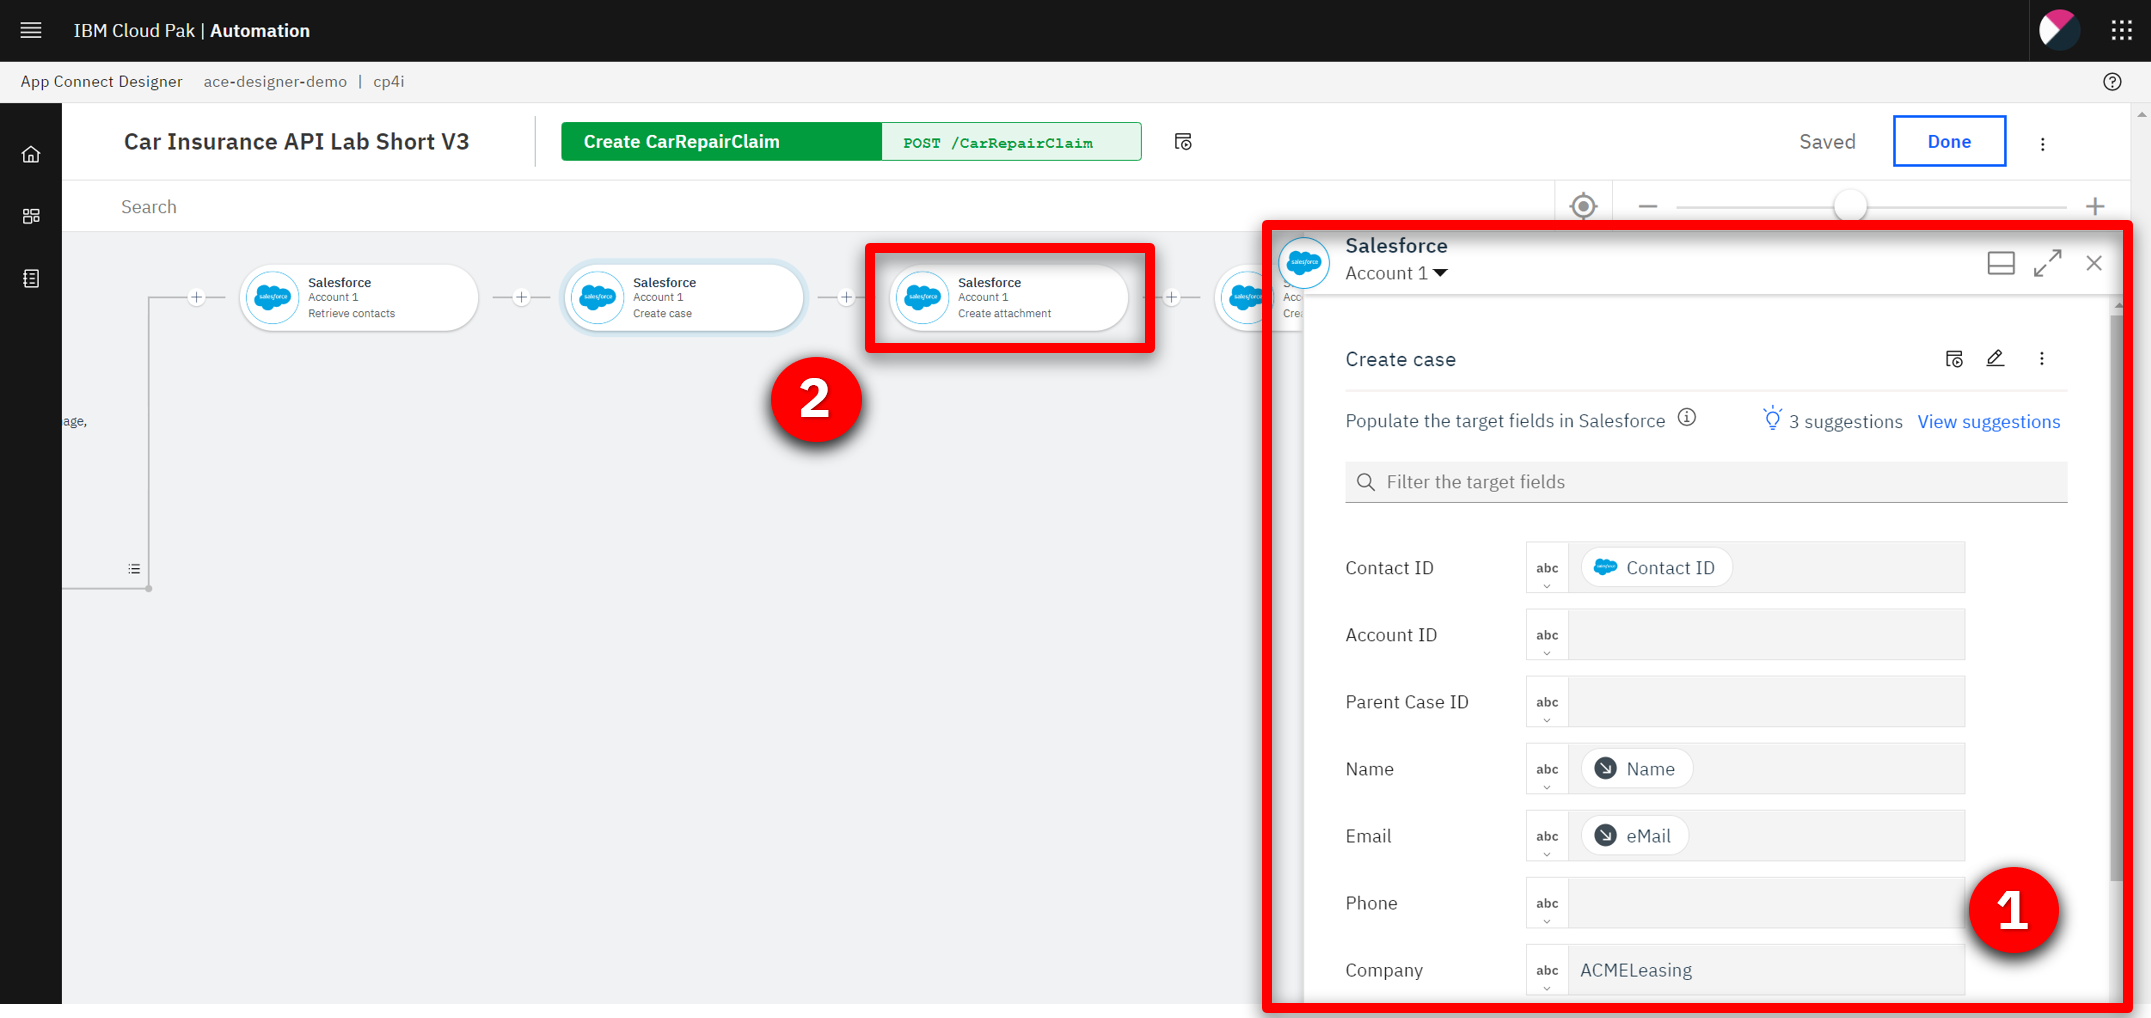 IBM Cloud Pak | Automation
App Connect Designer ace-designer-demo | cp4i
Car Insurance API Lab Short V3
Create CarRepairClaim
POST /CarRepairClaim
Saved
Done
Search
age,
salesforce
Salesforce
Account 1
Retrieve contacts
salesforce
Salesforce
Account 1
Create case
salesforce
Salesforce
Account 1
Create attachment
2
salesforce
Salesforce
Account 1
Create case
Populate the target fields in Salesforce
3 suggestions View suggestions
Filter the target fields
Contact ID abc Contact ID
Account ID abc
Parent Case ID abc
Name abc Name
Email abc eMail
Phone abc
1
Company abc ACMELeasing